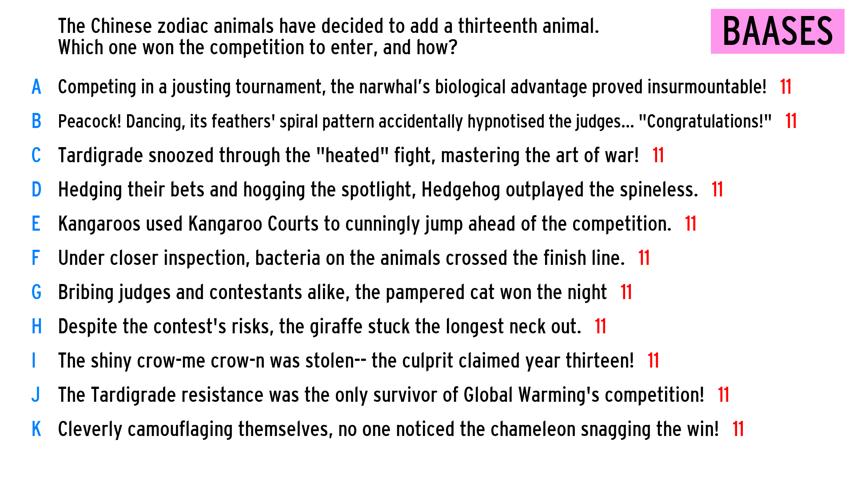 The Chinese zodiac animals have decided to add a thirteenth animal.
Which one won the competition to enter, and how?
BAASES
A Competing in a jousting tournament, the narwhal's biological advantage proved insurmountable! 11
B Peacock! Dancing, its feathers' spiral pattern accidentally hypnotised the judges... "Congratulations!" 11
C Tardigrade snoozed through the "heated" fight, mastering the art of war! 11
D Hedging their bets and hogging the spotlight, Hedgehog outplayed the spineless. 11
E Kangaroos used Kangaroo Courts to cunningly jump ahead of the competition. 11
F Under closer inspection, bacteria on the animals crossed the finish line. 11
G Bribing judges and contestants alike, the pampered cat won the night 11
H Despite the contest's risks, the giraffe stuck the longest neck out. 11
I The shiny crow-me crow-n was stolen-- the culprit claimed year thirteen! 11
J The Tardigrade resistance was the only survivor of Global Warming's competition! 11
K Cleverly camouflaging themselves, no one noticed the chameleon snagging the win! 11